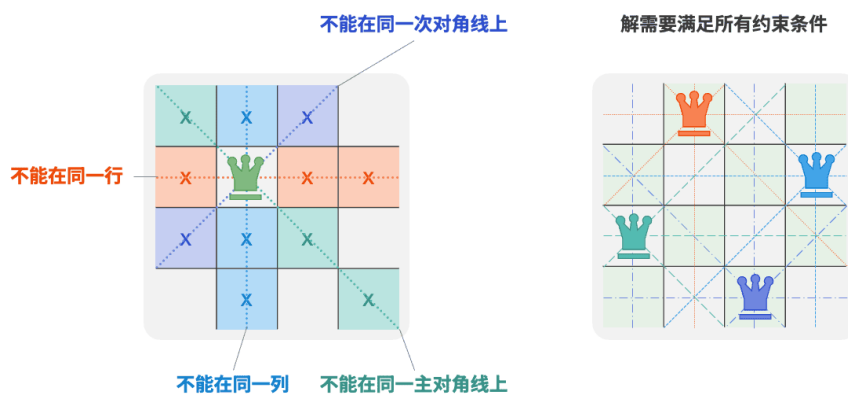 不能在同一次对角线上
解需要满足所有约束条件
X X X
不能在同一行
X X X
X X X
X X
不能在同一列
不能在同一主对角线上